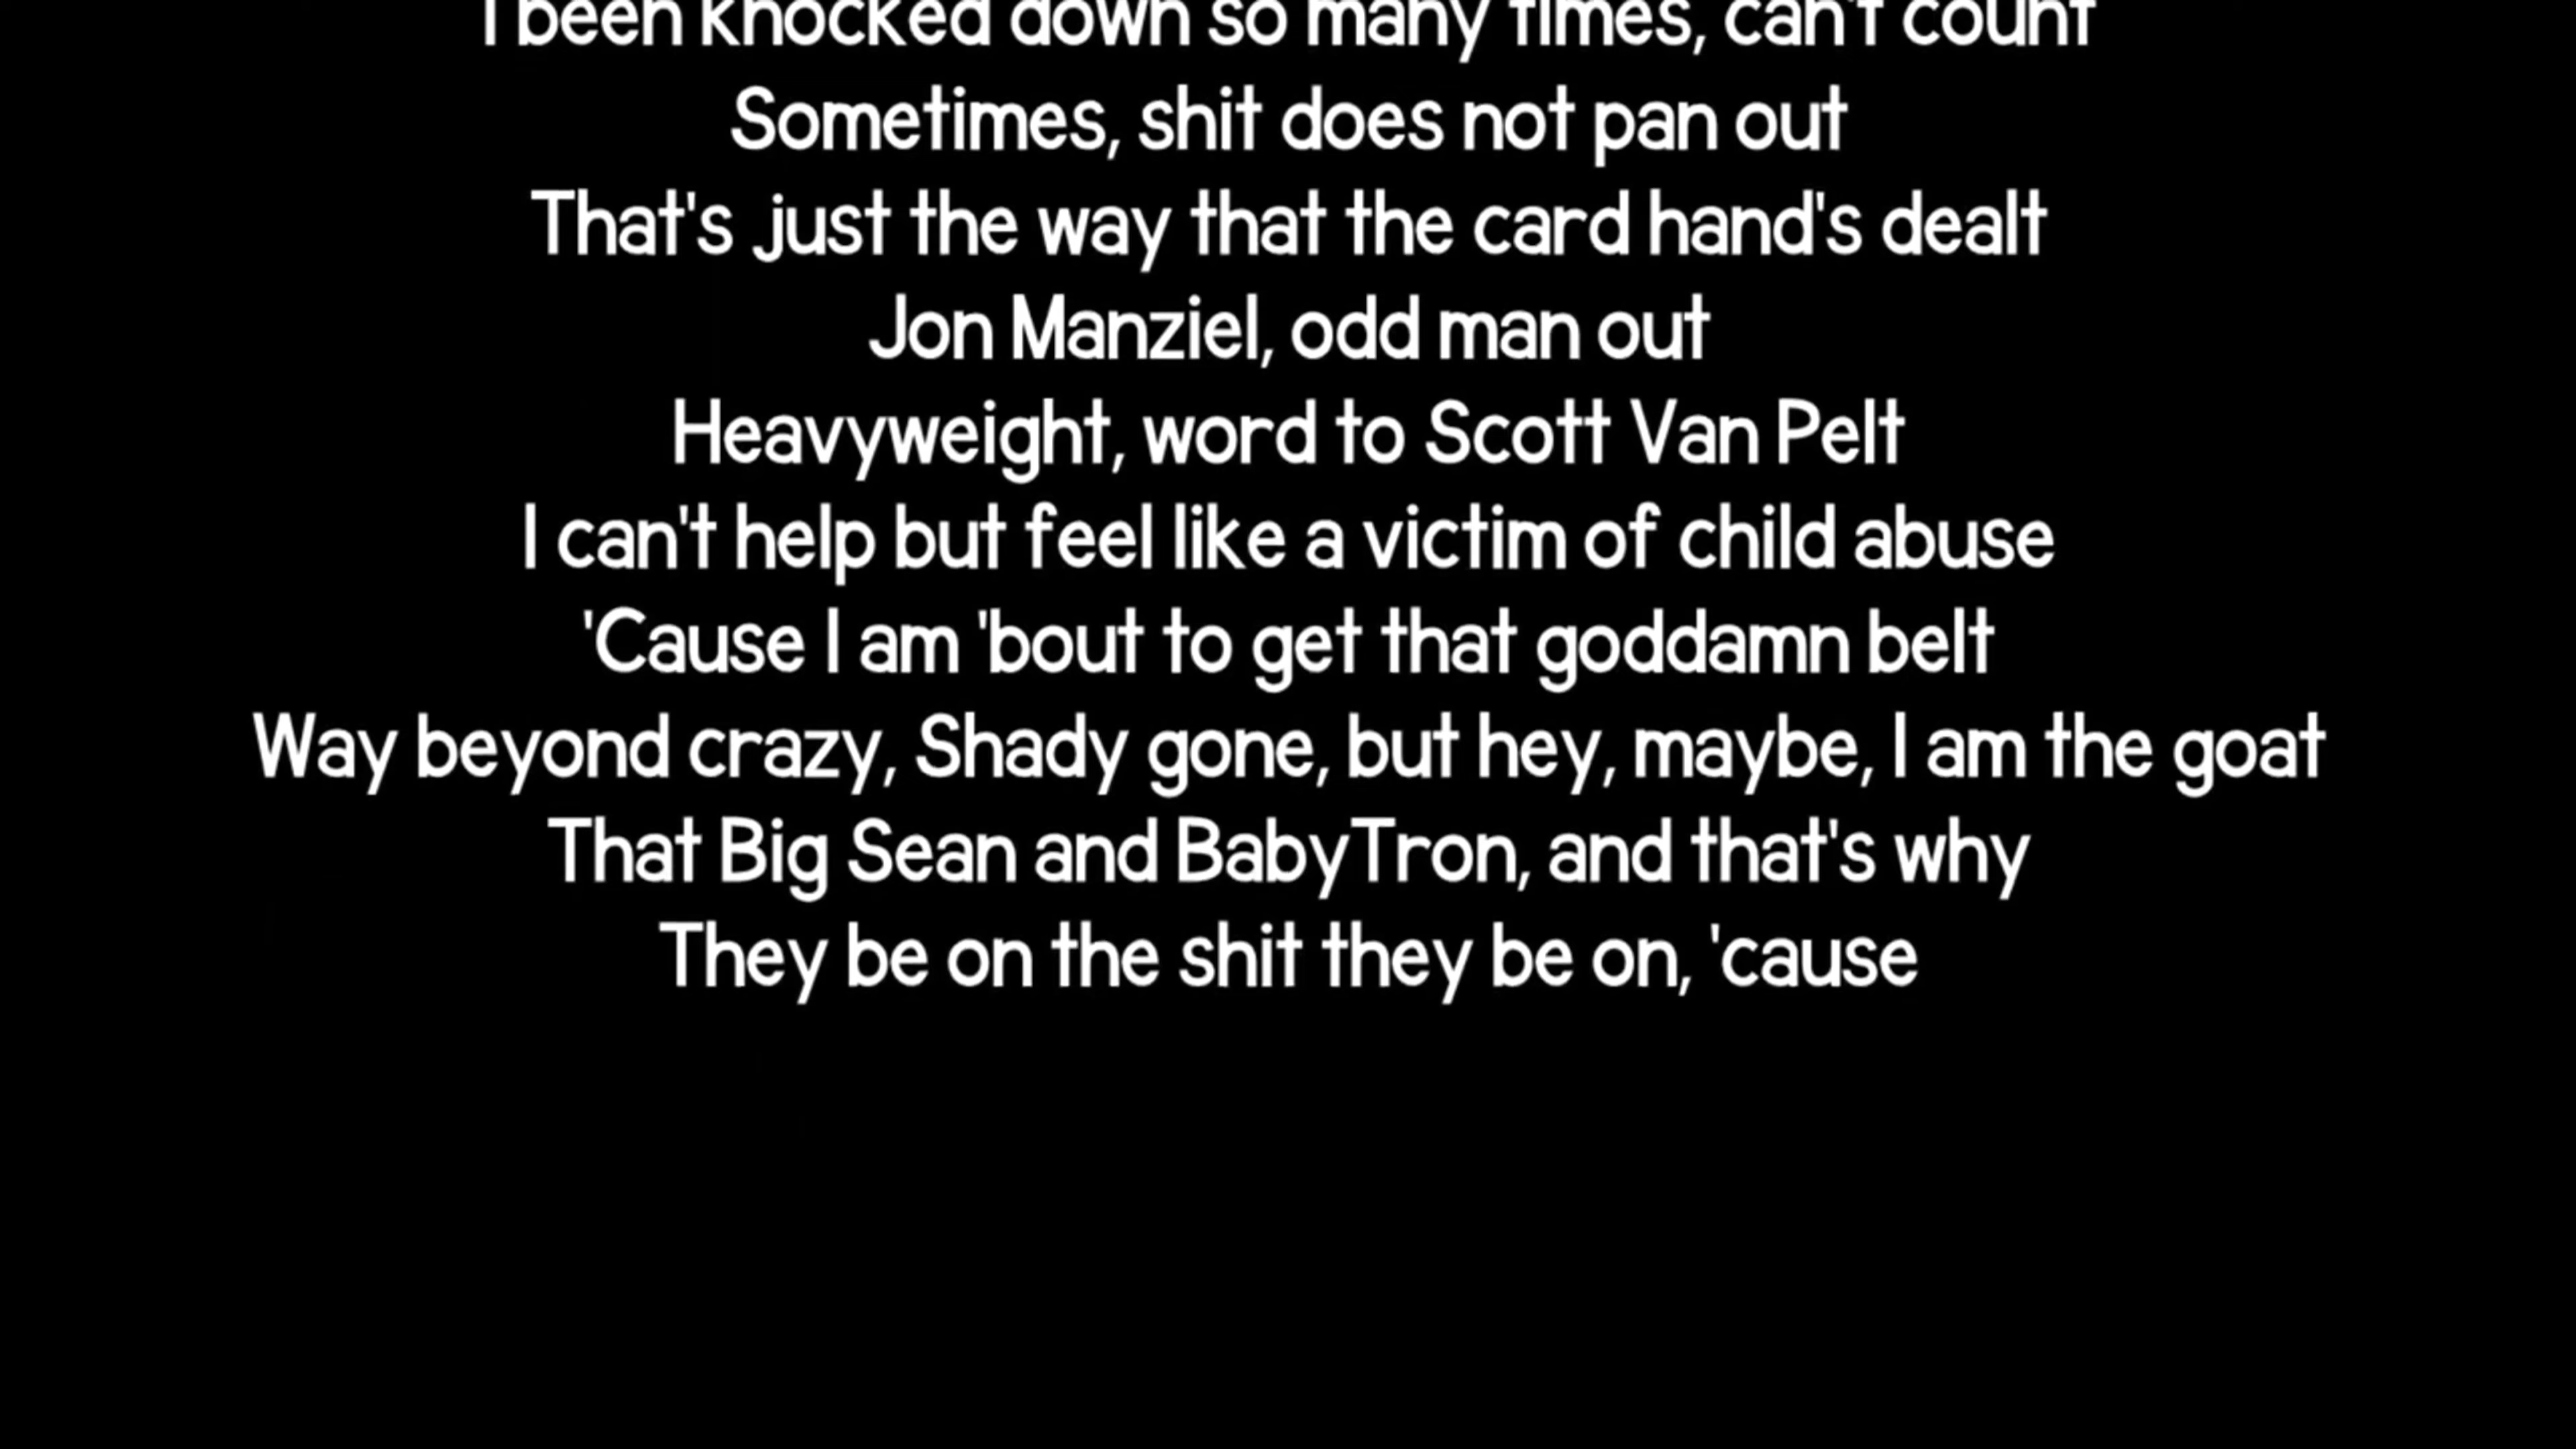 I been knocked down so many times, can't count
Sometimes, shit does not pan out
That's just the way that the card hand's dealt
Jon Manziel, odd man out
Heavyweight, word to Scott Van Pelt
I can't help but feel like a victim of child abuse
'Cause I am 'bout to get that goddamn belt
Way beyond crazy, Shady gone, but hey, maybe, I am the goat
That Big Sean and BabyTron, and that's why
They be on the shit they be on, 'cause